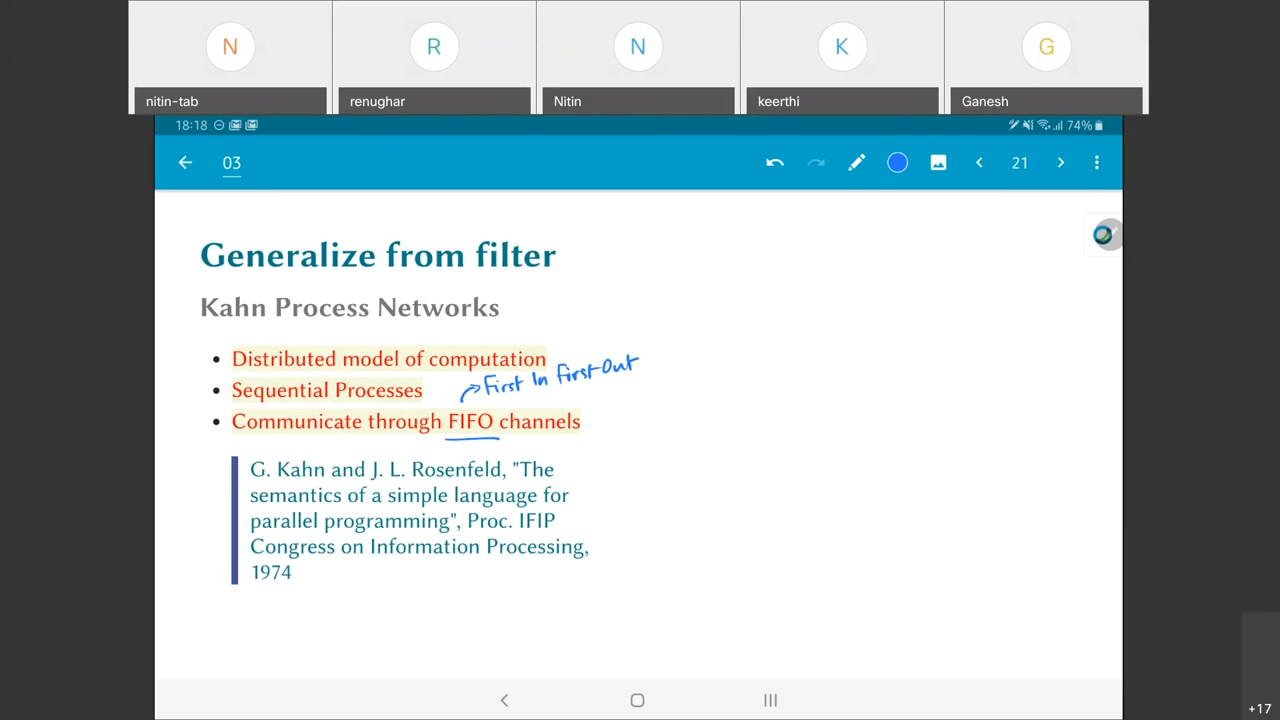 N R N K G
nitin-tab renughar Nitin keerthi Ganesh
18:18 74%
03 21
Generalize from filter
Kahn Process Networks
• Distributed model of computation
First In First Out
• Sequential Processes
• Communicate through FIFO channels
G. Kahn and J. L. Rosenfeld, "The
semantics of a simple language for
parallel programming", Proc. IFIP
Congress on Information Processing,
1974
+17